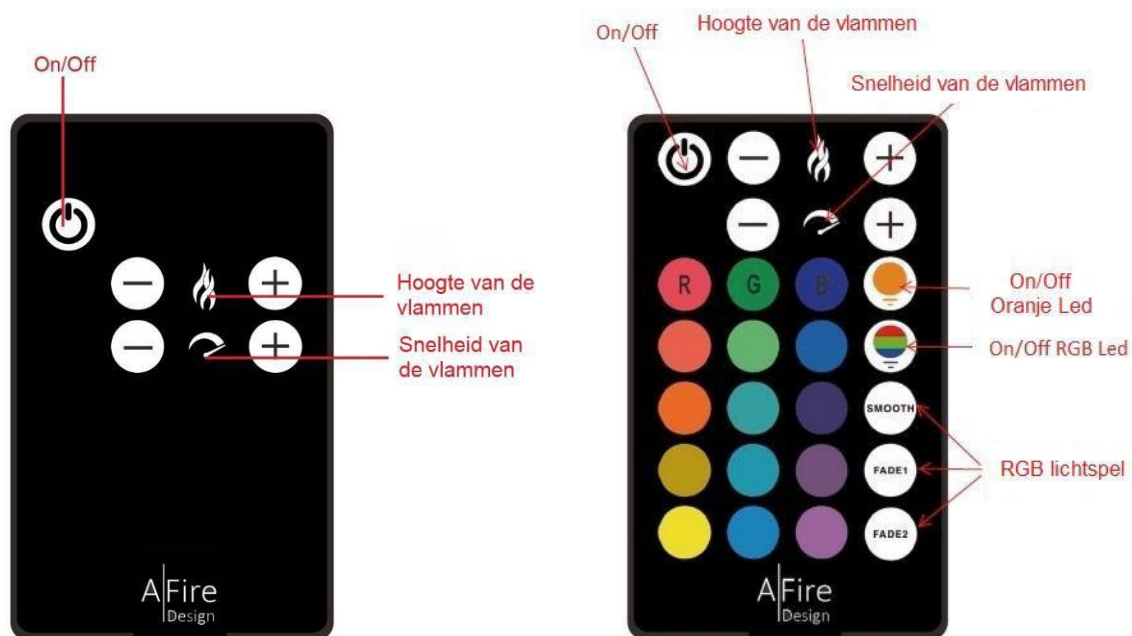 On/Off
Hoogte van de
vlammen
Snelheid van
de vlammen
A Fire
Design
On/Off
Hoogte van de vlammen
Snelheid van de vlammen
R G B
On/Off
Oranje Led
On/Off RGB Led
SMOOTH
FADE1
RGB lichtspel
FADE2
A Fire
Design